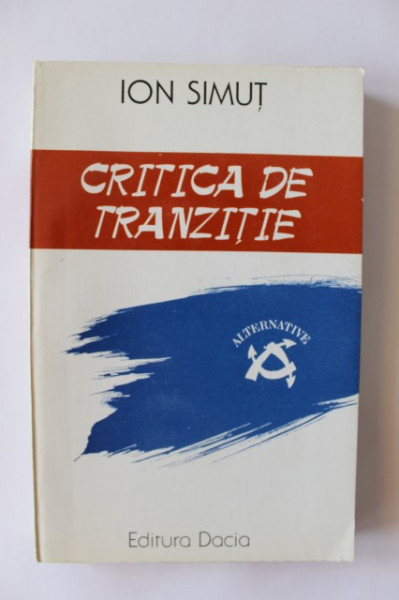 ION SIMUȚ
CRITICA DE
TRANZIȚIE
ALTERNATIVE
Editura Dacia